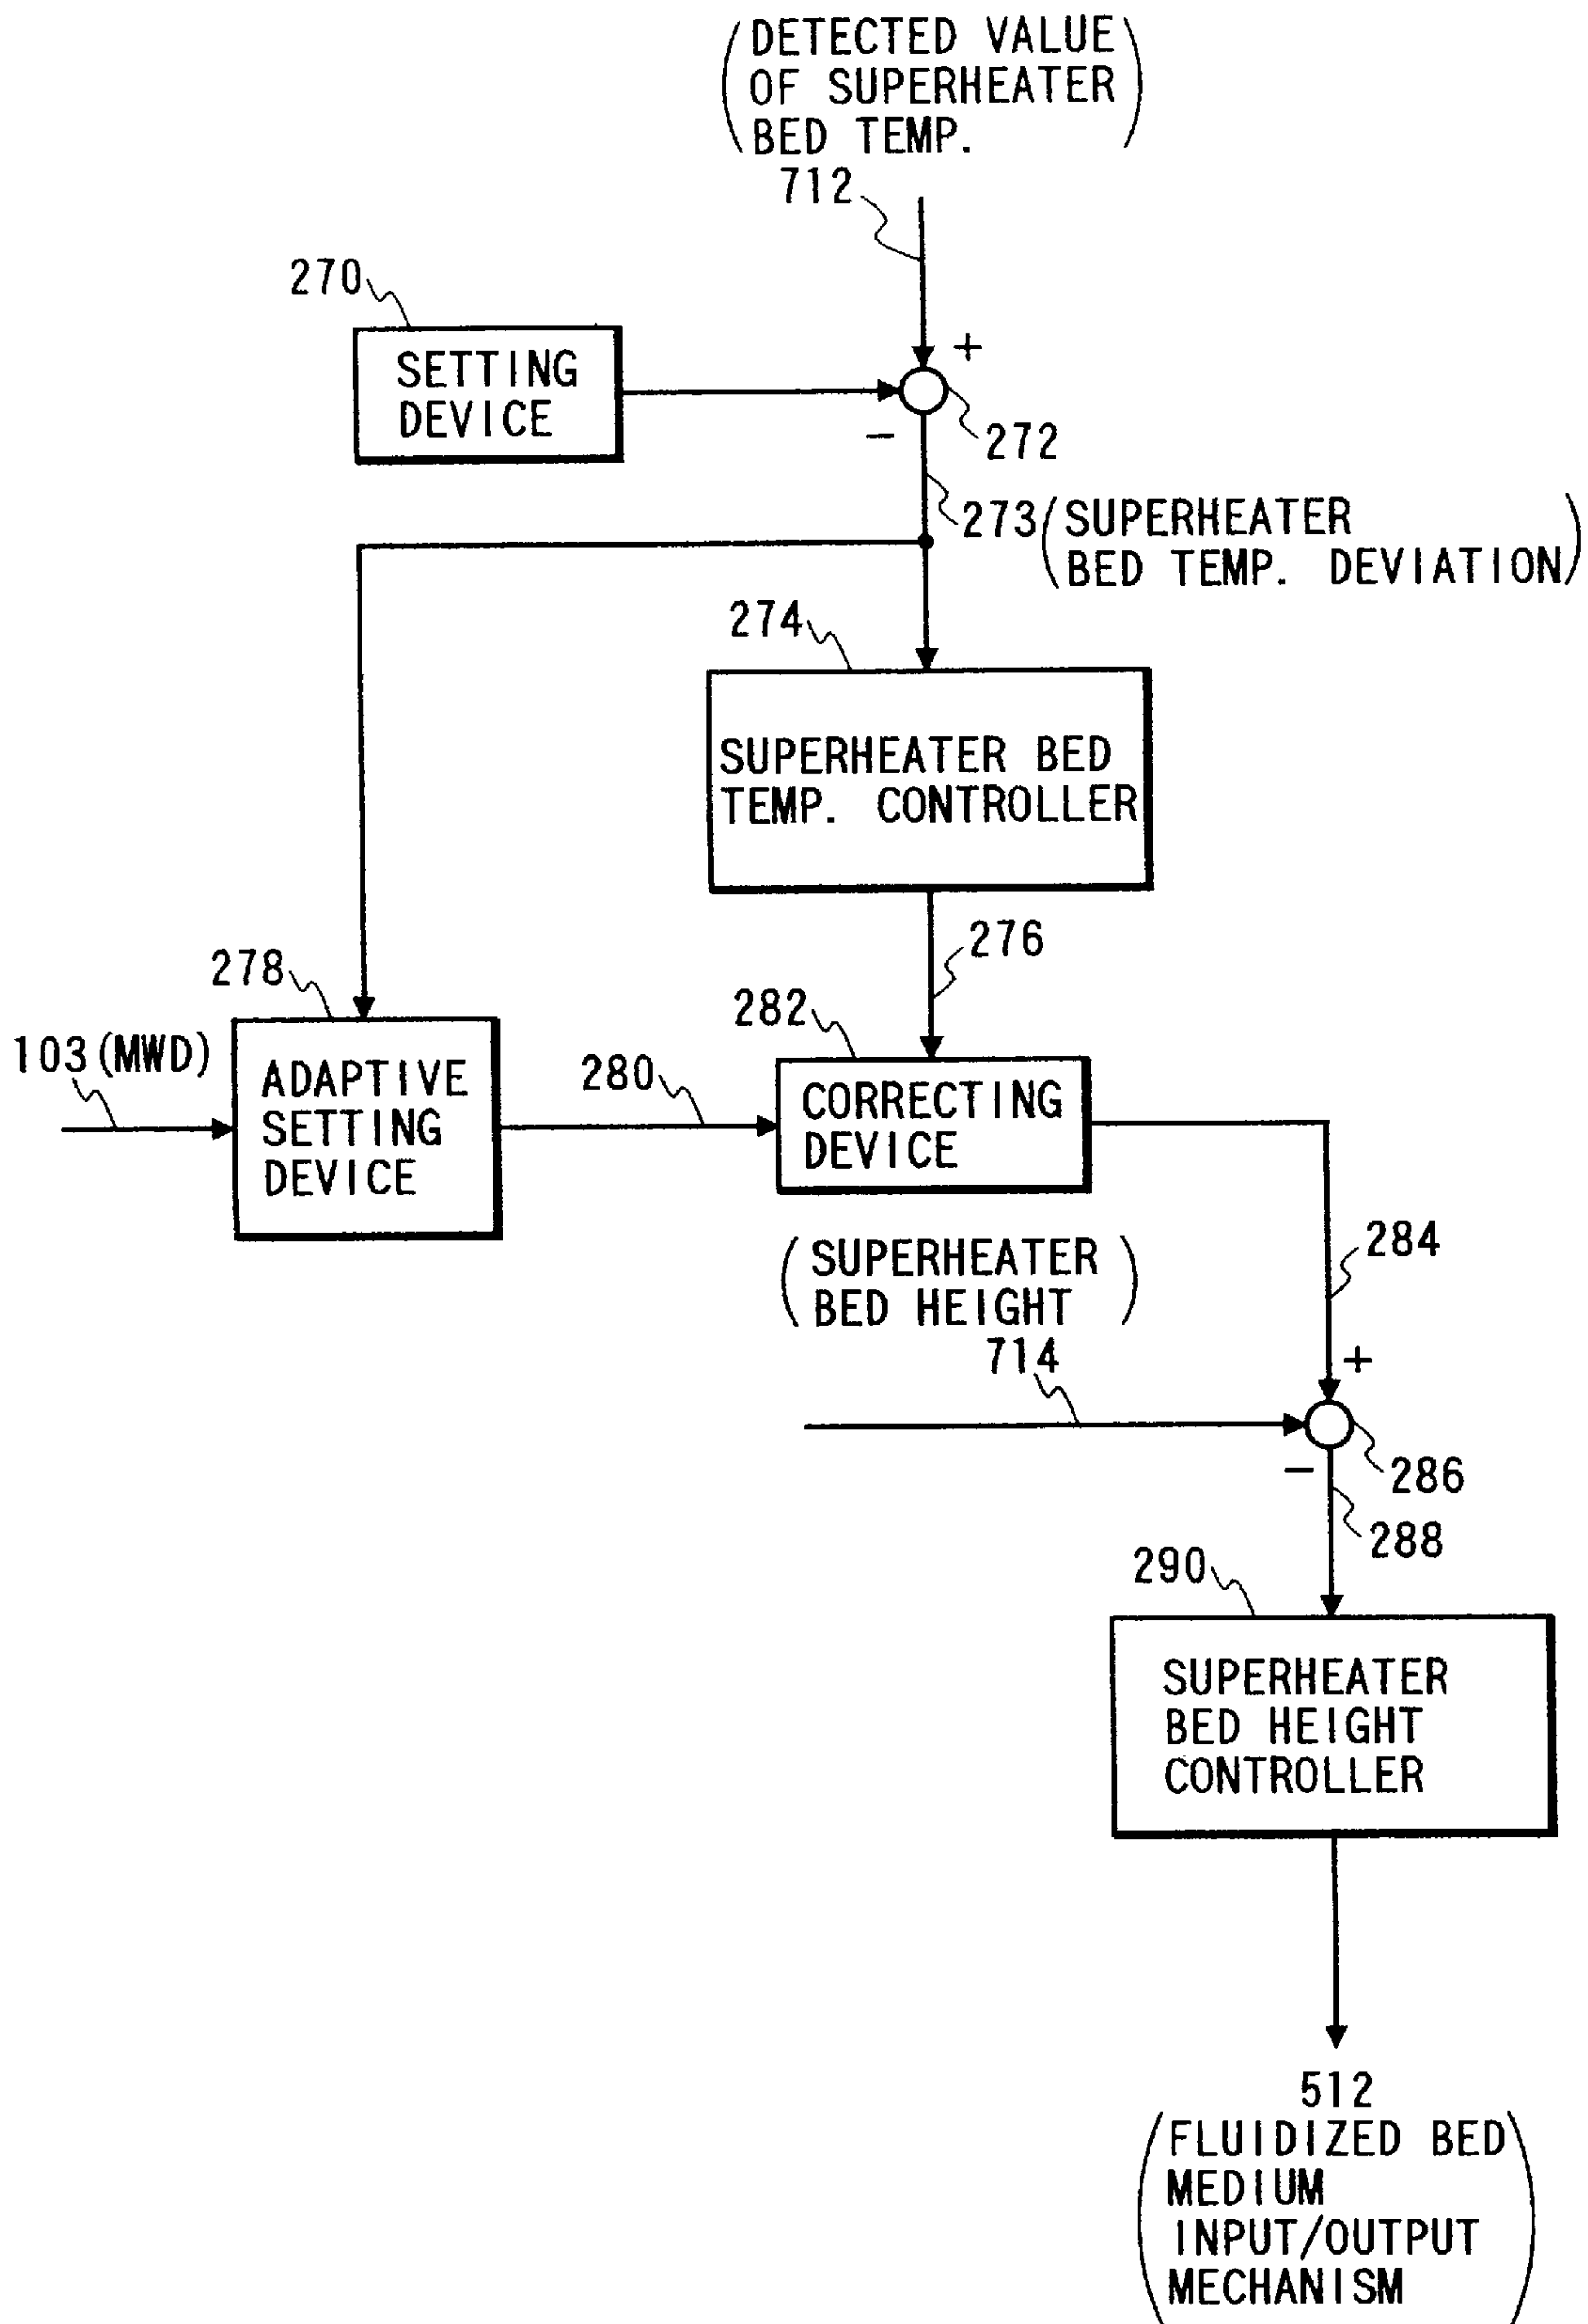 (DETECTED VALUE
OF SUPERHEATER
BED TEMP.)
712
270
SETTING
DEVICE
+
−
272
273(SUPERHEATER
BED TEMP. DEVIATION)
274
SUPERHEATER BED
TEMP. CONTROLLER
276
278
282
103(MWD)
ADAPTIVE
SETTING
DEVICE
280
CORRECTING
DEVICE
284
(SUPERHEATER
BED HEIGHT)
714
+
−
286
288
290
SUPERHEATER
BED HEIGHT
CONTROLLER
512
(FLUIDIZED BED
MEDIUM
INPUT/OUTPUT
MECHANISM)